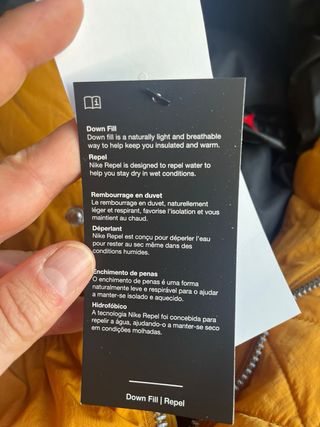 Down Fill
Down fill is a naturally light and breathable
way to help keep you insulated and warm.
Repel
Nike Repel is designed to repel water to
help you stay dry in wet conditions.
Rembourrage en duvet
Le rembourrage en duvet, naturellement
léger et respirant, favorise l'isolation et vous
maintient au chaud.
Déperlant
Nike Repel est conçu pour déperler l'eau
pour rester au sec même dans des
conditions humides.
Enchimento de penas
O enchimento de penas é uma forma
naturalmente leve e respirável para o ajudar
a manter-se isolado e aquecido.
Hidrofóbico
A tecnologia Nike Repel foi concebida para
repelir a água, ajudando-o a manter-se seco
em condições molhadas.
Down Fill | Repel